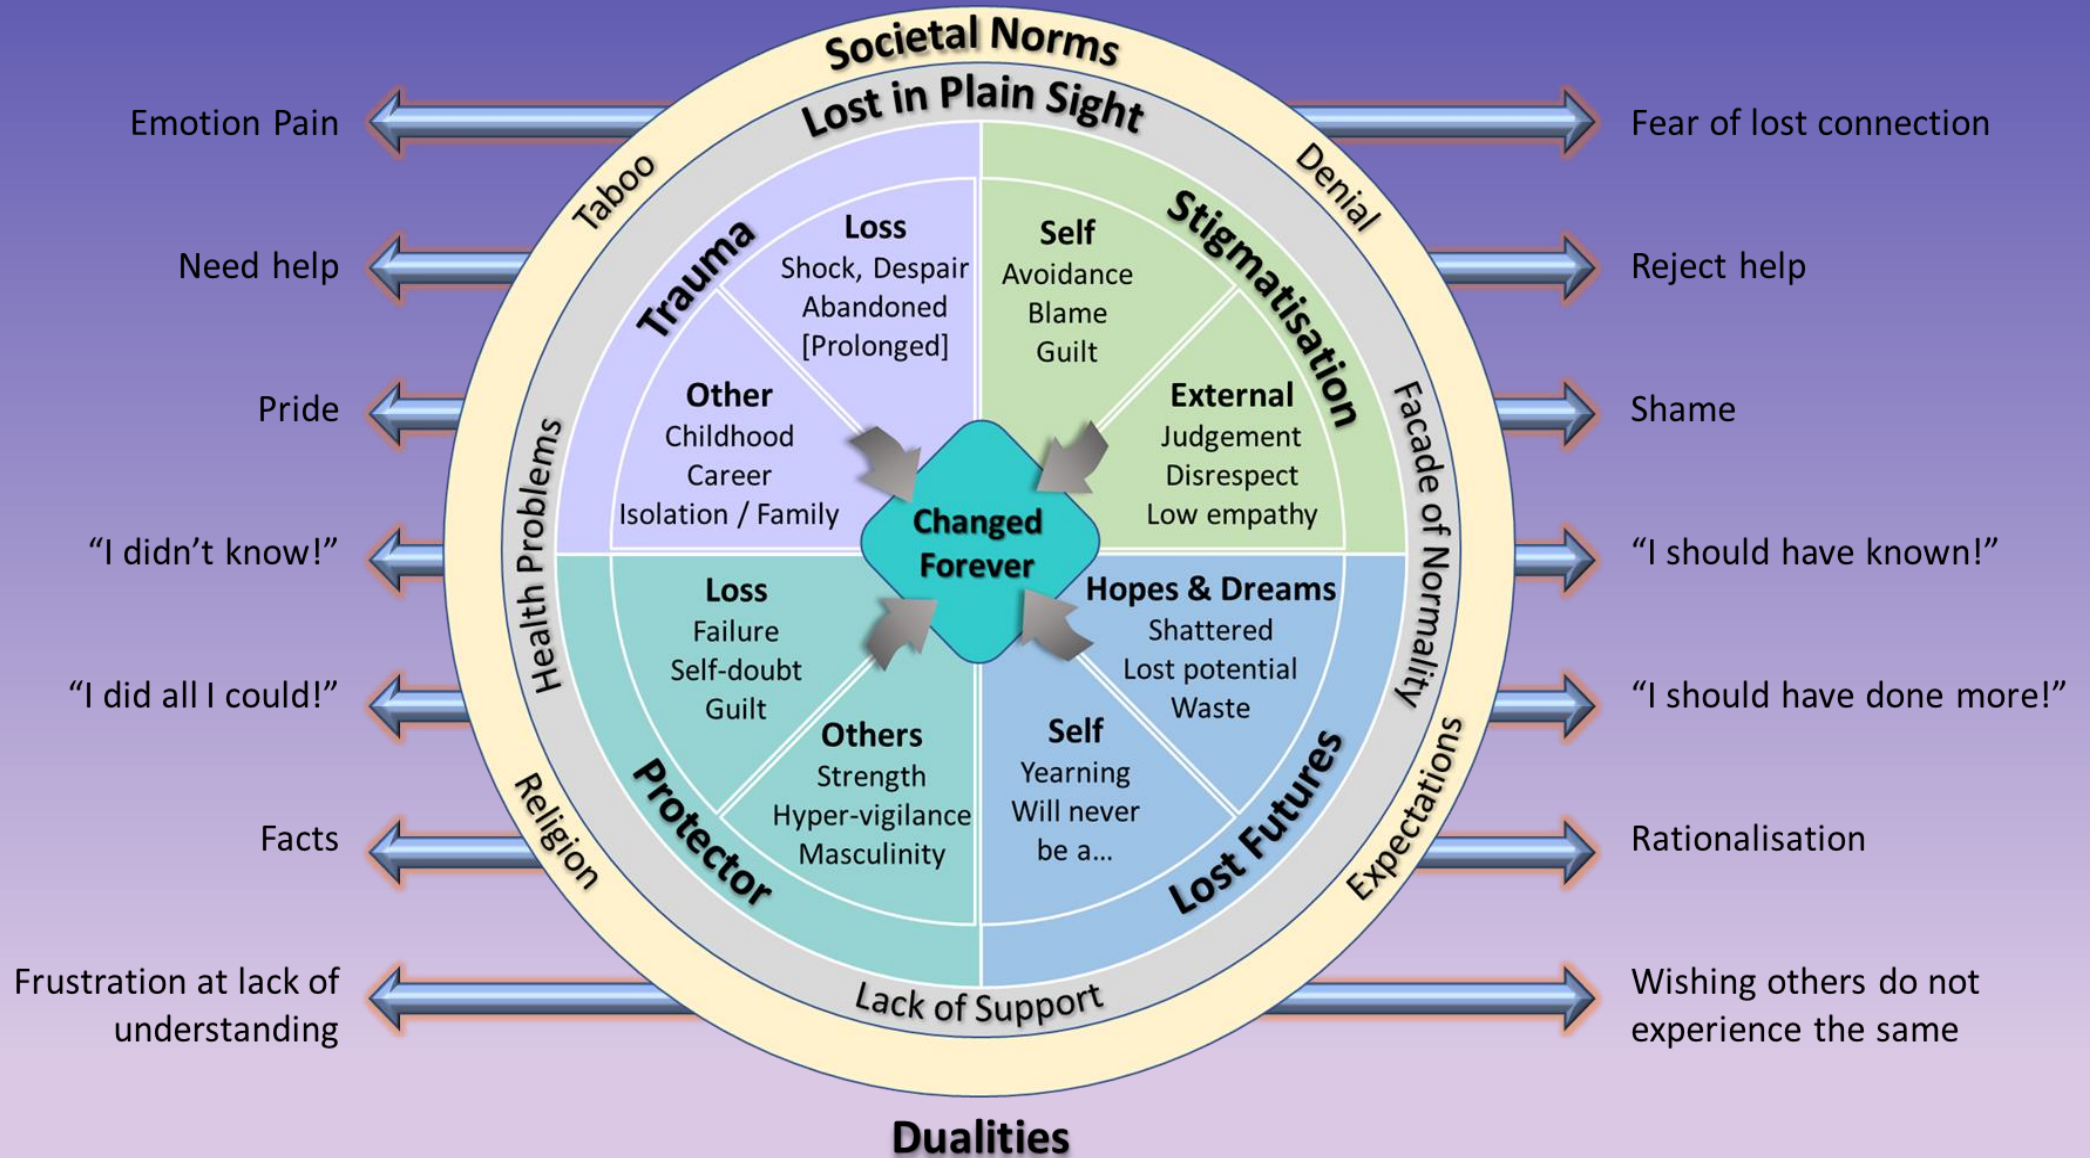 Societal Norms
Lost in Plain Sight
Taboo
Denial
Religion
Expectations
Health Problems
Facade of Normality
Lack of Support
Trauma
Loss
Shock, Despair
Abandoned
[Prolonged]
Other
Childhood
Career
Isolation / Family
Stigmatisation
Self
Avoidance
Blame
Guilt
External
Judgement
Disrespect
Low empathy
Changed
Forever
Protector
Loss
Failure
Self-doubt
Guilt
Others
Strength
Hyper-vigilance
Masculinity
Lost Futures
Hopes & Dreams
Shattered
Lost potential
Waste
Self
Yearning
Will never
be a...
Emotion Pain
Fear of lost connection
Need help
Reject help
Pride
Shame
“I didn’t know!”
“I should have known!”
“I did all I could!”
“I should have done more!”
Facts
Rationalisation
Frustration at lack of
understanding
Wishing others do not
experience the same
Dualities